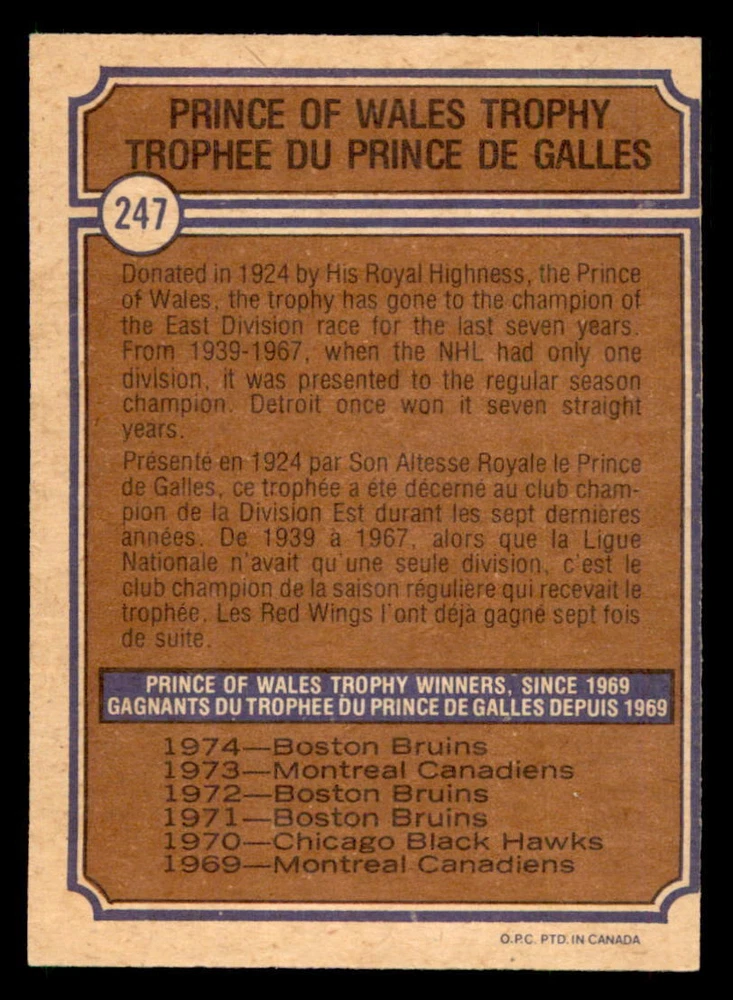 PRINCE OF WALES TROPHY
TROPHEE DU PRINCE DE GALLES
247
Donated in 1924 by His Royal Highness, the Prince
of Wales, the trophy has gone to the champion of
the East Division race for the last seven years.
From 1939-1967, when the NHL had only one
division, it was presented to the regular season
champion. Detroit once won it seven straight
years.
Présenté en 1924 par Son Altesse Royale le Prince
de Galles, ce trophée a été décerné au club cham-
pion de la Division Est durant les sept dernières
années. De 1939 à 1967, alors que la Ligue
Nationale n'avait qu'une seule division, c'est le
club champion de la saison régulière qui recevait le
trophée. Les Red Wings l'ont déjà gagné sept fois
de suite.
PRINCE OF WALES TROPHY WINNERS, SINCE 1969
GAGNANTS DU TROPHEE DU PRINCE DE GALLES DEPUIS 1969
1974—Boston Bruins
1973—Montreal Canadiens
1972—Boston Bruins
1971—Boston Bruins
1970—Chicago Black Hawks
1969—Montreal Canadiens
O.P.C. PTD. IN CANADA